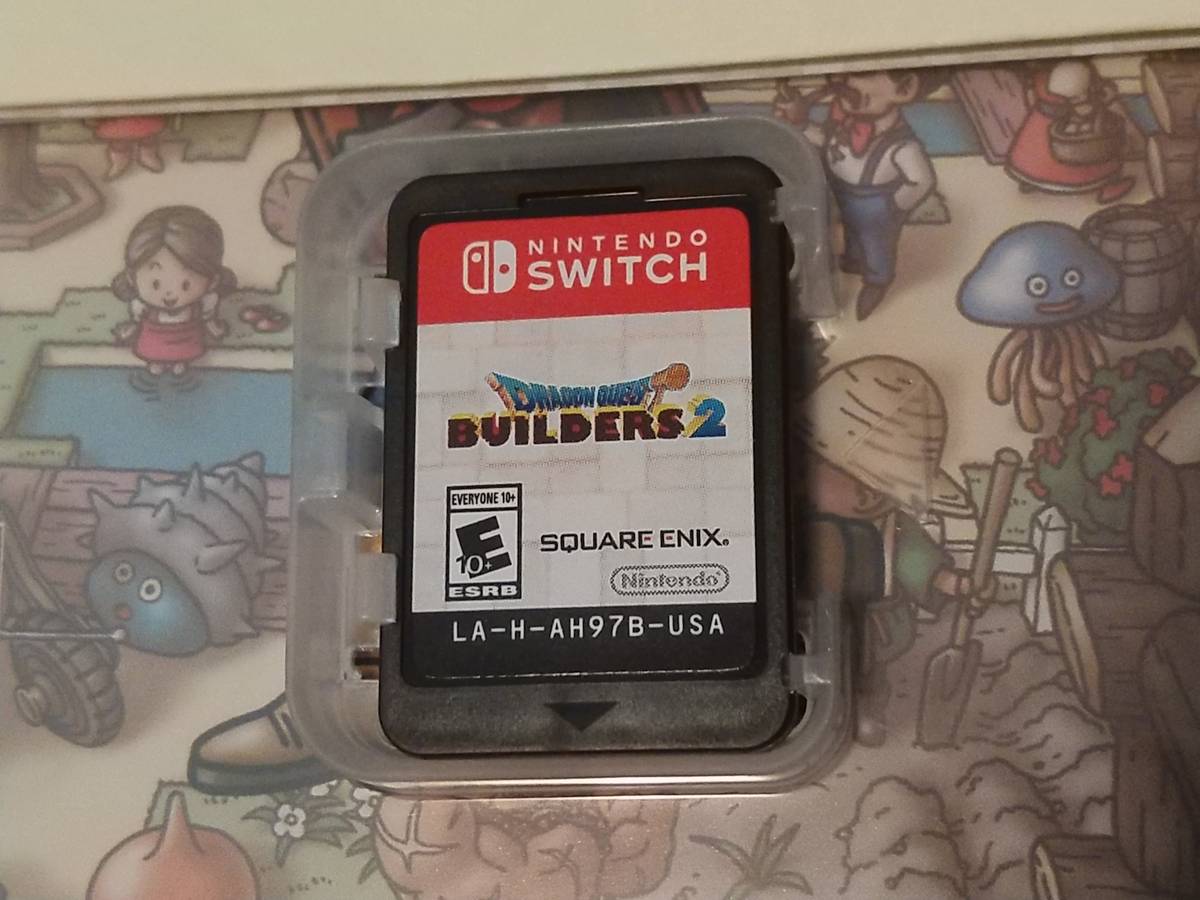 NINTENDO
SWITCH
DRAGON QUEST
BUILDERS 2
EVERYONE 10+
E
10+
ESRB
SQUARE ENIX.
Nintendo®
LA-H-AH97B-USA